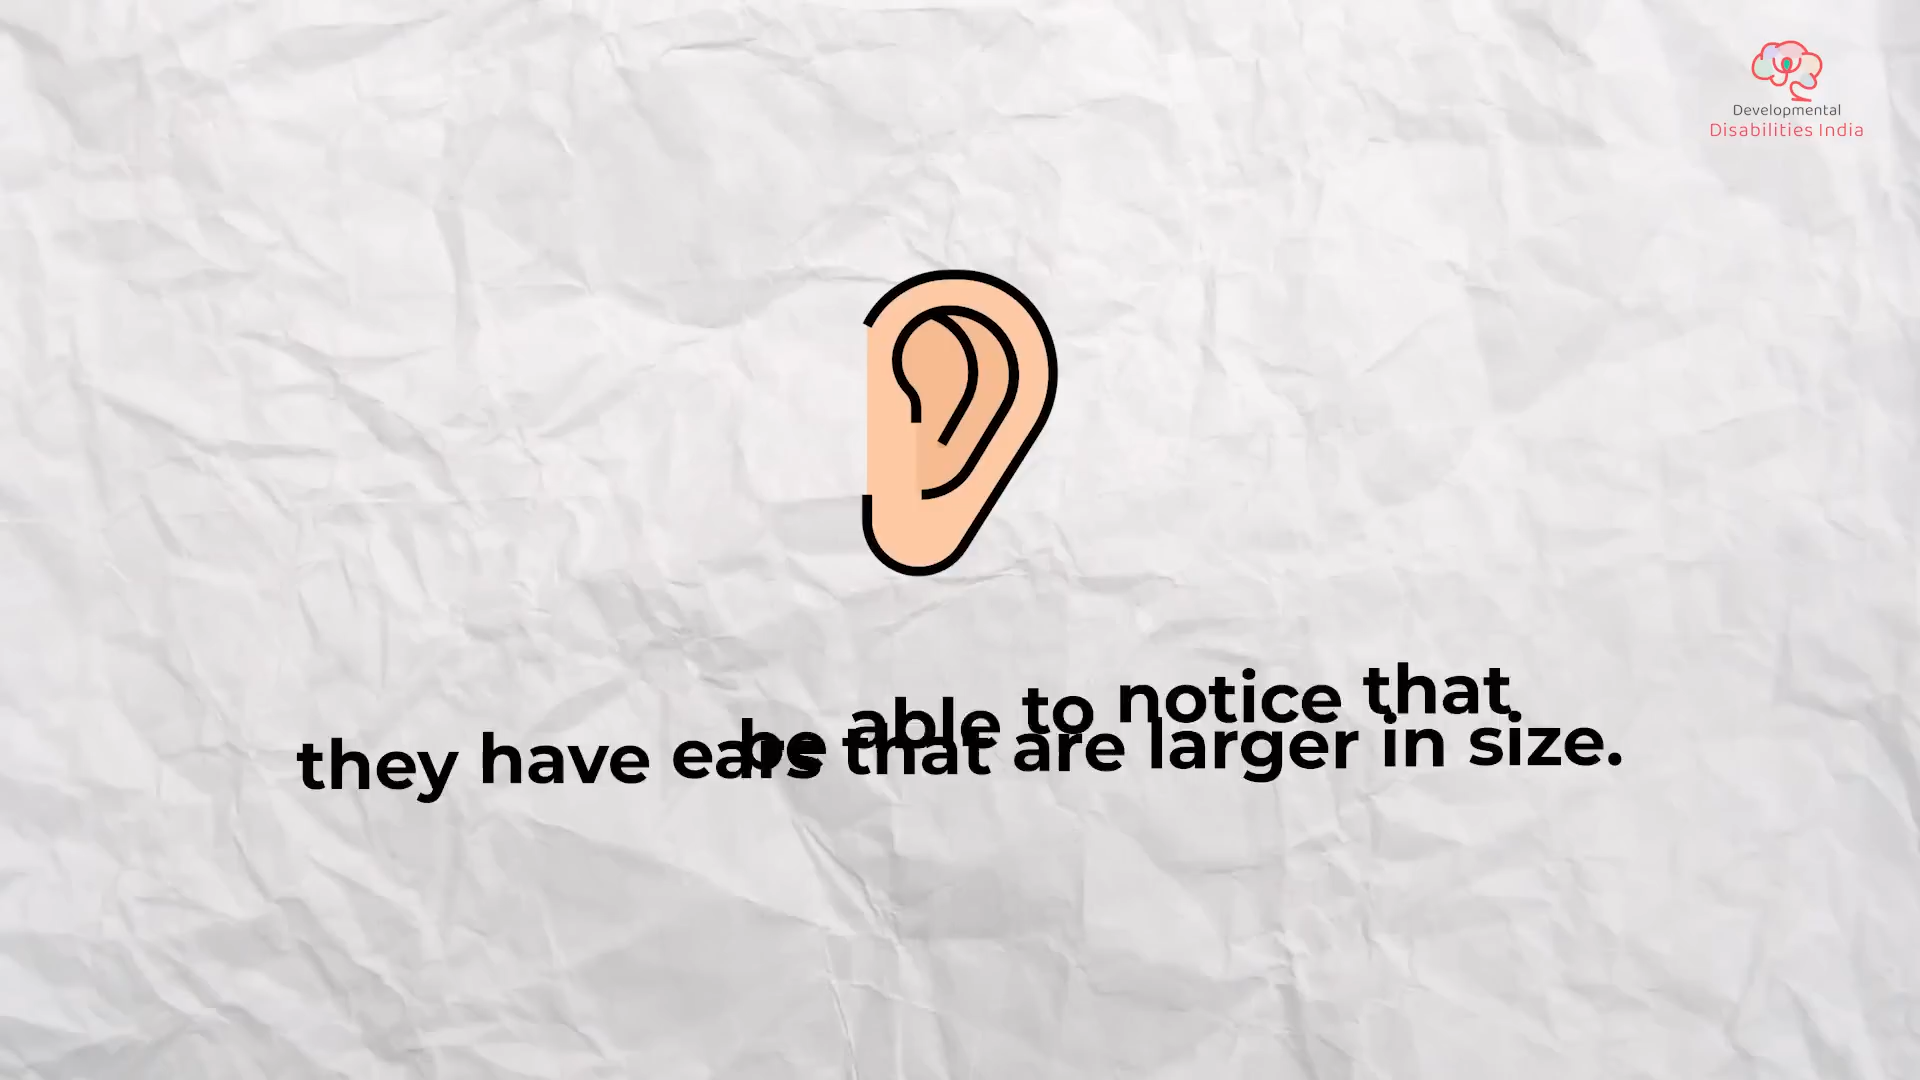 Developmental
Disabilities India
be able to notice that
they have ears that are larger in size.